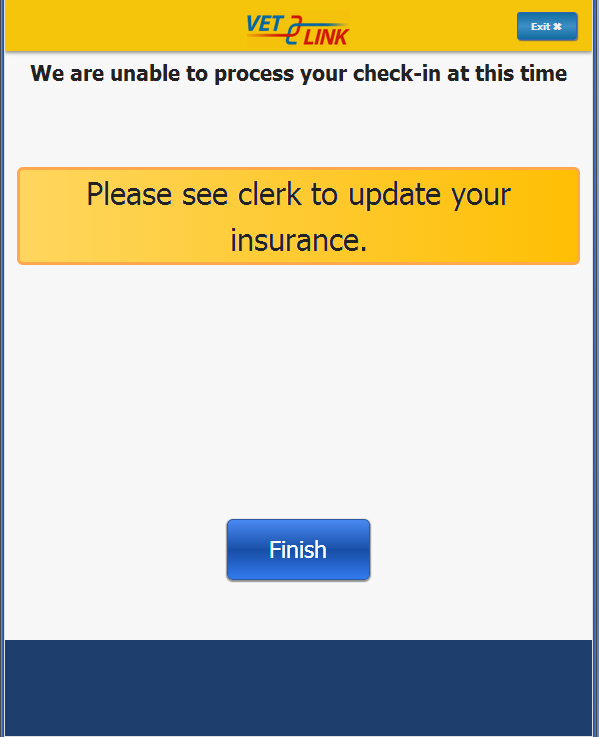 VET LINK
Exit ✖
We are unable to process your check-in at this time
Please see clerk to update your
insurance.
Finish